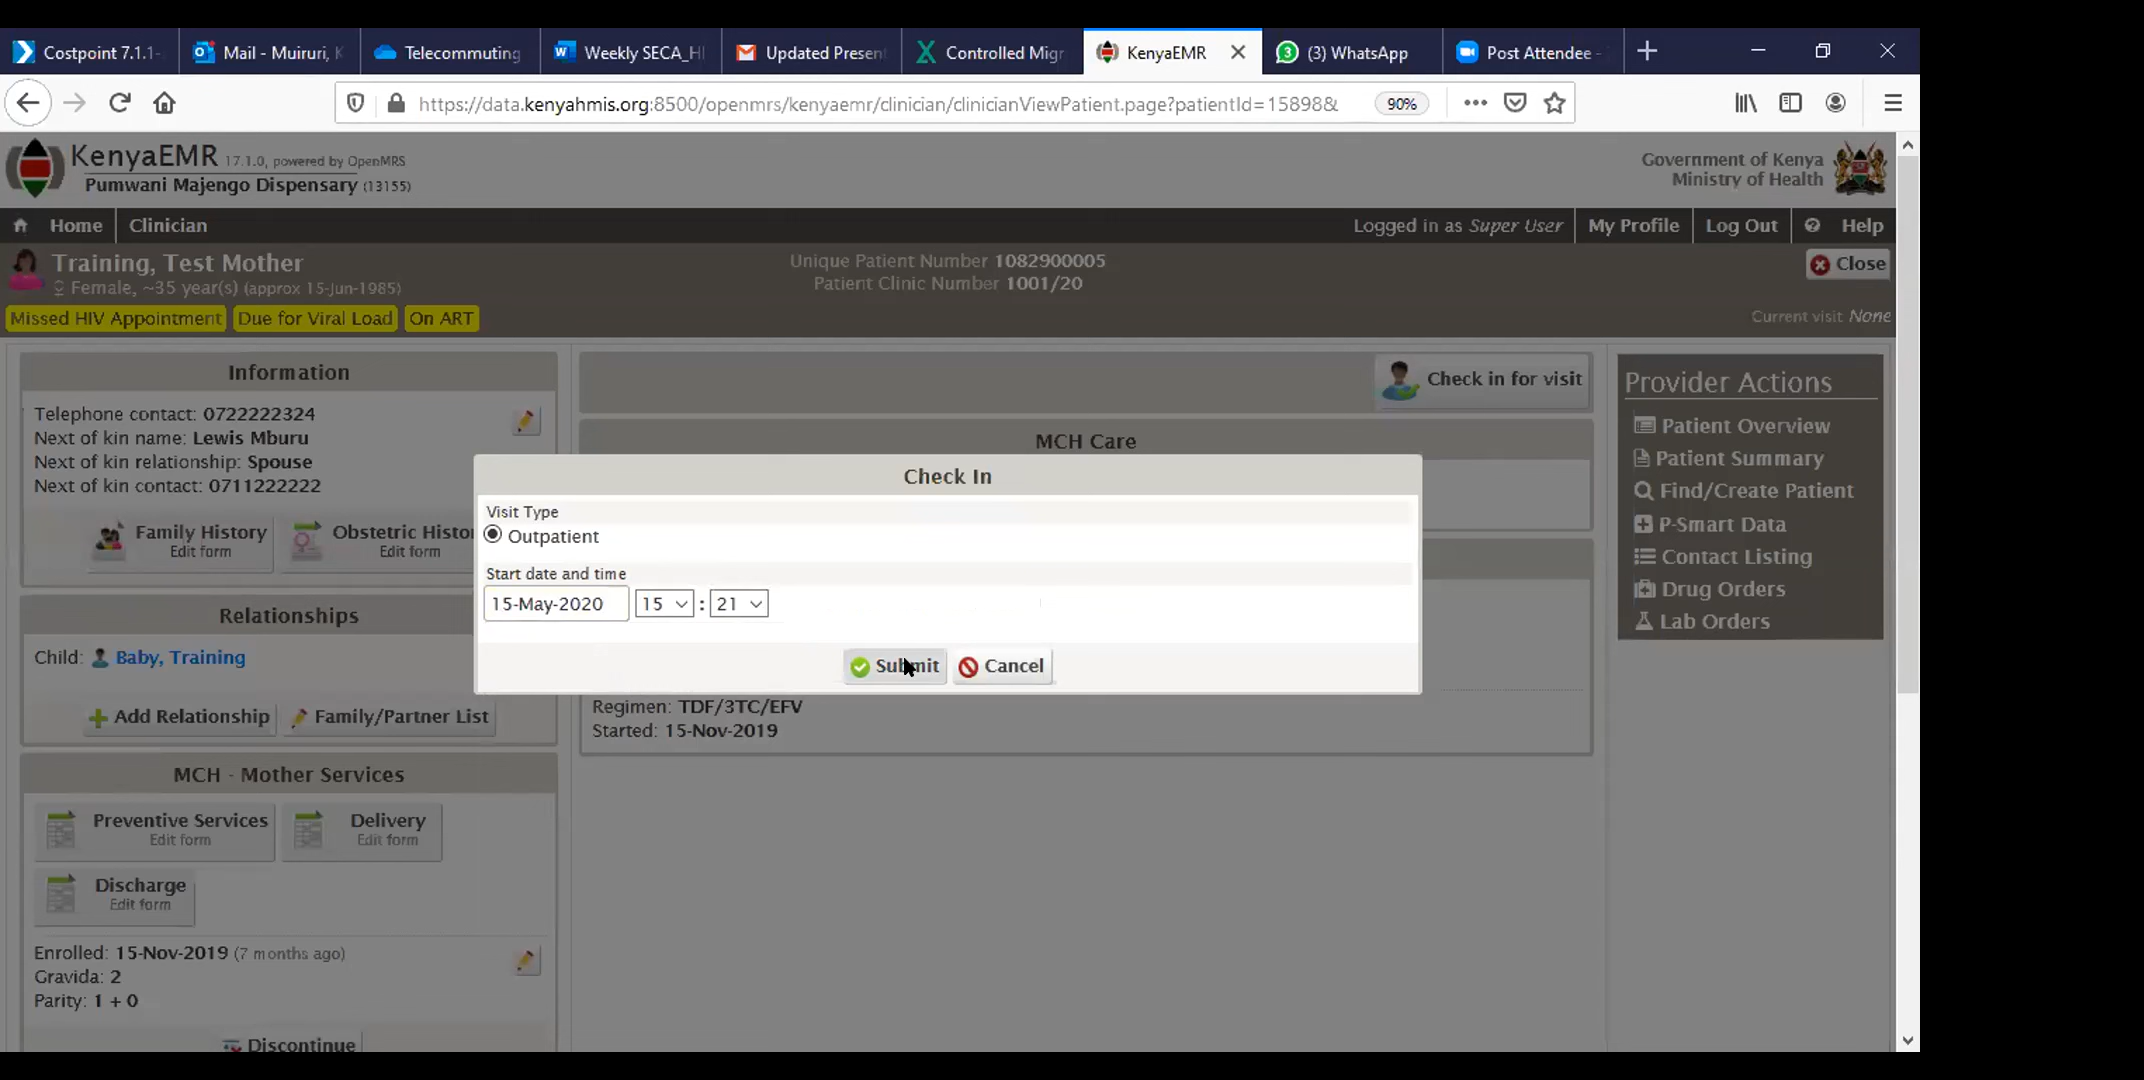 Costpoint 7.1.1-
Mail - Muiruri, K
Telecommuting
Weekly SECA_HI
Updated Present
Controlled Migr
KenyaEMR
(3) WhatsApp
Post Attendee -
https://data.kenyahmis.org:8500/openmrs/kenyaemr/clinician/clinicianViewPatient.page?patientId=15898&
90%
KenyaEMR 17.1.0, powered by OpenMRS
Pumwani Majengo Dispensary (13155)
Government of Kenya
Ministry of Health
Home
Clinician
Logged in as Super User
My Profile
Log Out
Help
Training, Test Mother
Female, ~35 year(s) (approx 15-Jun-1985)
Unique Patient Number 1082900005
Patient Clinic Number 1001/20
Close
Missed HIV Appointment
Due for Viral Load
On ART
Current visit None
Information
Telephone contact: 0722222324
Next of kin name: Lewis Mburu
Next of kin relationship: Spouse
Next of kin contact: 0711222222
Family History
Edit form
Obstetric Histo
Edit form
Relationships
Child: Baby, Training
Add Relationship
Family/Partner List
MCH - Mother Services
Preventive Services
Edit form
Delivery
Edit form
Discharge
Edit form
Enrolled: 15-Nov-2019 (7 months ago)
Gravida: 2
Parity: 1 + 0
Discontinue
Check in for visit
MCH Care
Check In
Visit Type
Outpatient
Start date and time
15-May-2020 15 : 21
Submit
Cancel
Regimen: TDF/3TC/EFV
Started: 15-Nov-2019
Provider Actions
Patient Overview
Patient Summary
Find/Create Patient
P-Smart Data
Contact Listing
Drug Orders
Lab Orders